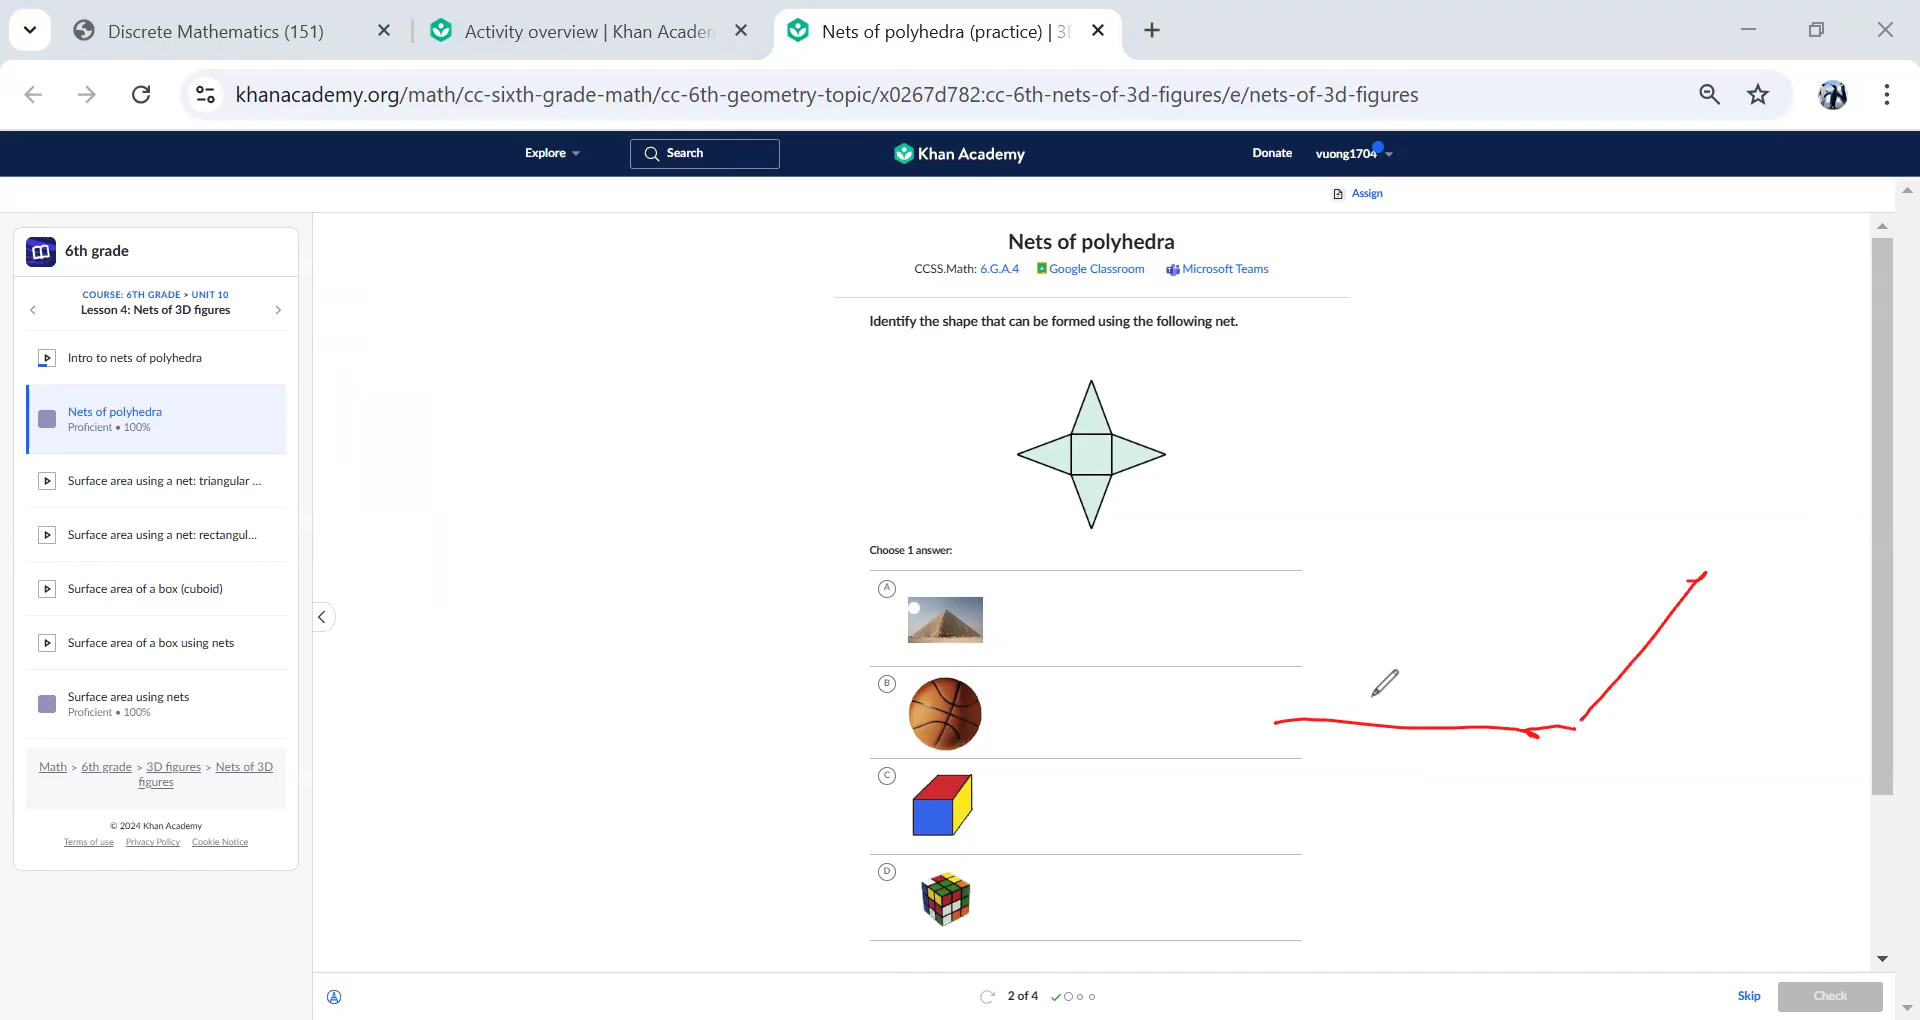 Discrete Mathematics (151)
Activity overview | Khan Academ
Nets of polyhedra (practice) | 3D
khanacademy.org/math/cc-sixth-grade-math/cc-6th-geometry-topic/x0267d782:cc-6th-nets-of-3d-figures/e/nets-of-3d-figures
Explore
Search
Khan Academy
Donate
vuong1704
Assign
6th grade
COURSE: 6TH GRADE > UNIT 10
Lesson 4: Nets of 3D figures
Intro to nets of polyhedra
Nets of polyhedra
Proficient • 100%
Surface area using a net: triangular ...
Surface area using a net: rectangul...
Surface area of a box (cuboid)
Surface area of a box using nets
Surface area using nets
Proficient • 100%
Math > 6th grade > 3D figures > Nets of 3D
figures
© 2024 Khan Academy
Terms of use Privacy Policy Cookie Notice
Nets of polyhedra
CCSS.Math: 6.G.A.4 Google Classroom Microsoft Teams
Identify the shape that can be formed using the following net.
Choose 1 answer:
A
B
C
D
2 of 4
Skip
Check